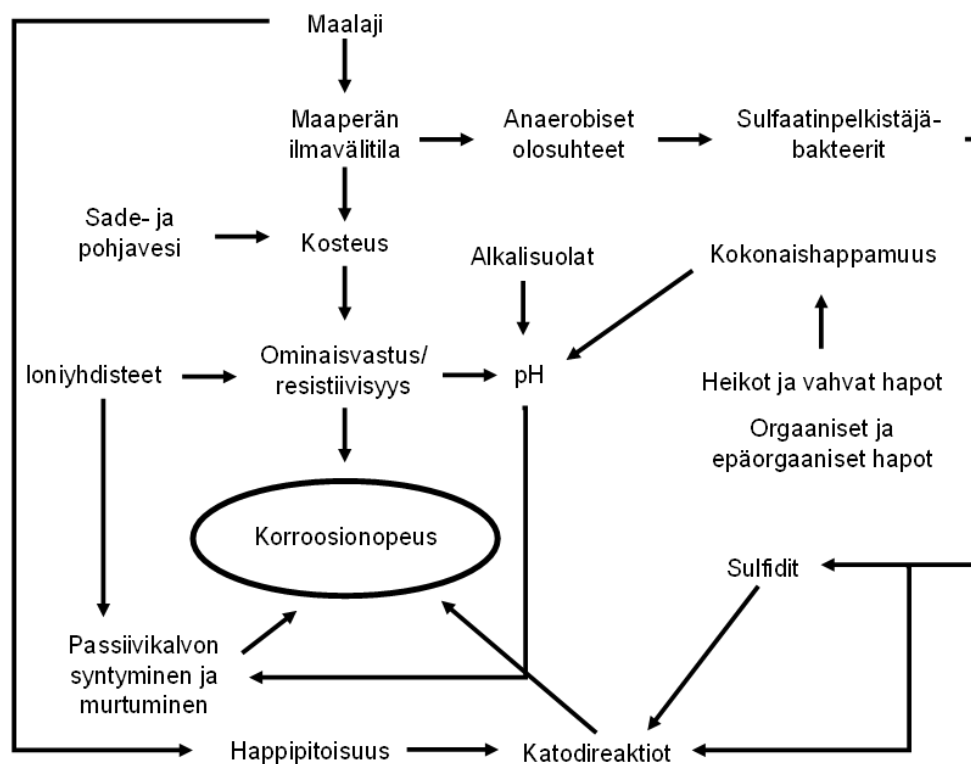 Maalaji
Maaperän
ilmavälitila
Anaerobiset
olosuhteet
Sulfaatinpelkistäjä-
bakteerit
Sade- ja
pohjavesi
Kosteus
Alkalisuolat
Kokonaishappamuus
Ioniyhdisteet
Ominaisvastus/
resistiivisyys
pH
Heikot ja vahvat hapot
Orgaaniset ja
epäorgaaniset hapot
Korroosionopeus
Sulfidit
Passiivikalvon
syntyminen ja
murtuminen
Happipitoisuus
Katodireaktiot